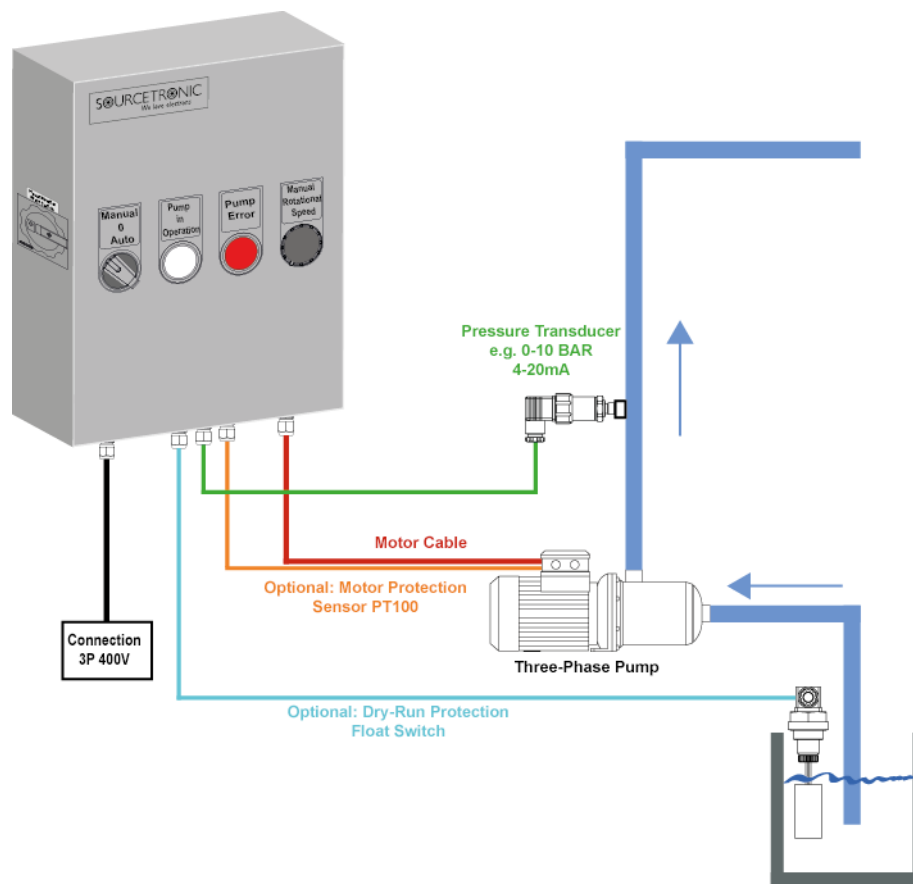 SOURCETRONIC
We love electrons
Manual
0
Auto
Pump
in
Operation
Pump
Error
Manual
Rotational
Speed
Pressure Transducer
e.g. 0-10 BAR
4-20mA
Motor Cable
Optional: Motor Protection
Sensor PT100
Connection
3P 400V
Three-Phase Pump
Optional: Dry-Run Protection
Float Switch